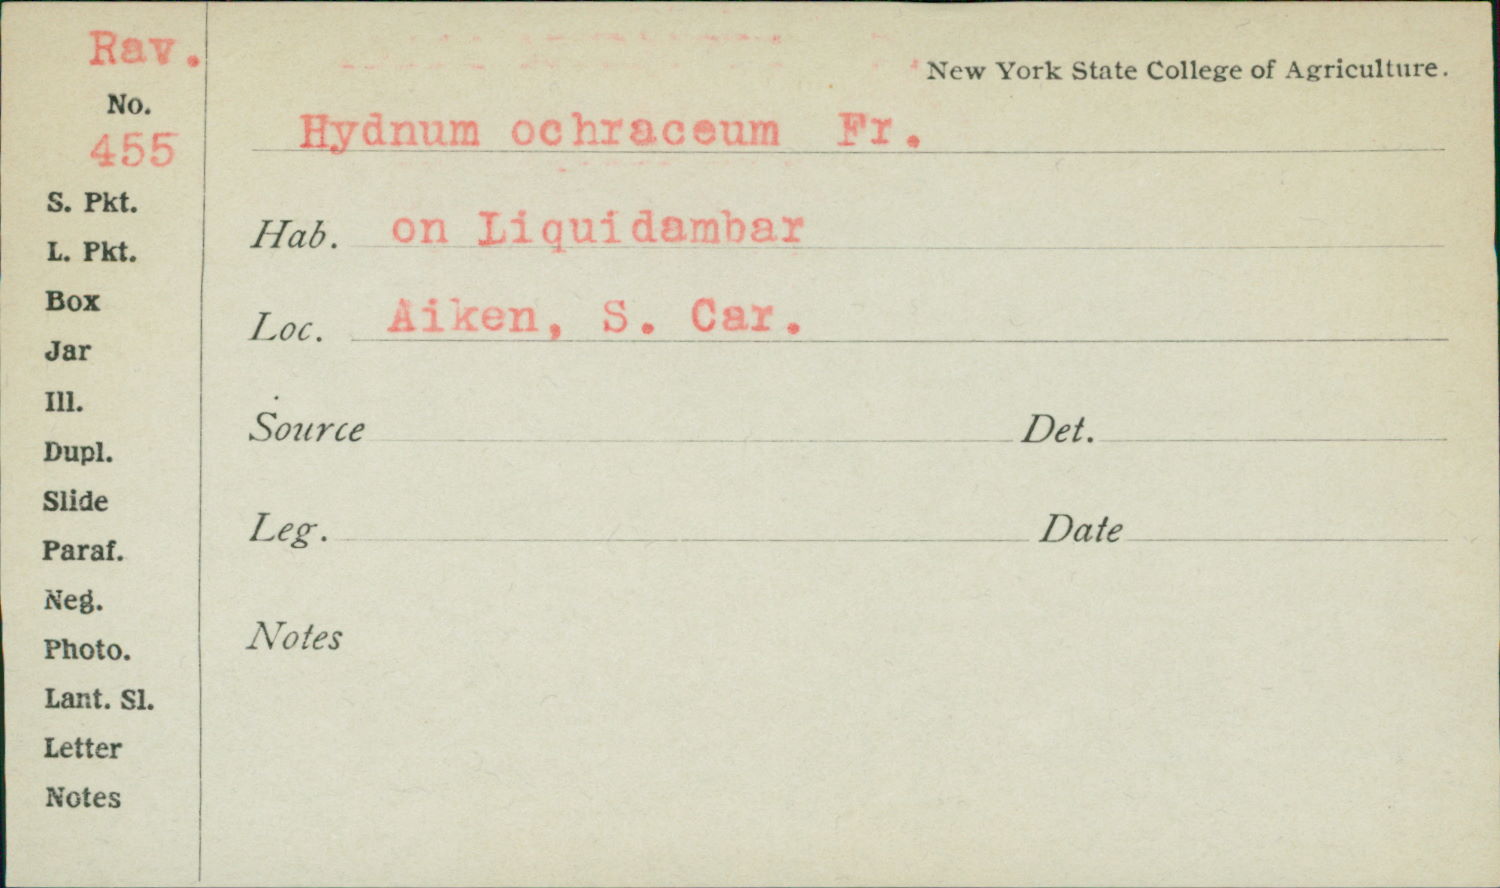 Rav.
New York State College of Agriculture.
No.
455
Hydnum ochraceum Fr.
S. Pkt.
Hab. on Liquidambar
L. Pkt.
Box
Loc. Aiken, S. Car.
Jar
Ill.
Source Det.
Dupl.
Slide
Leg. Date
Paraf.
Neg.
Notes
Photo.
Lant. Sl.
Letter
Notes